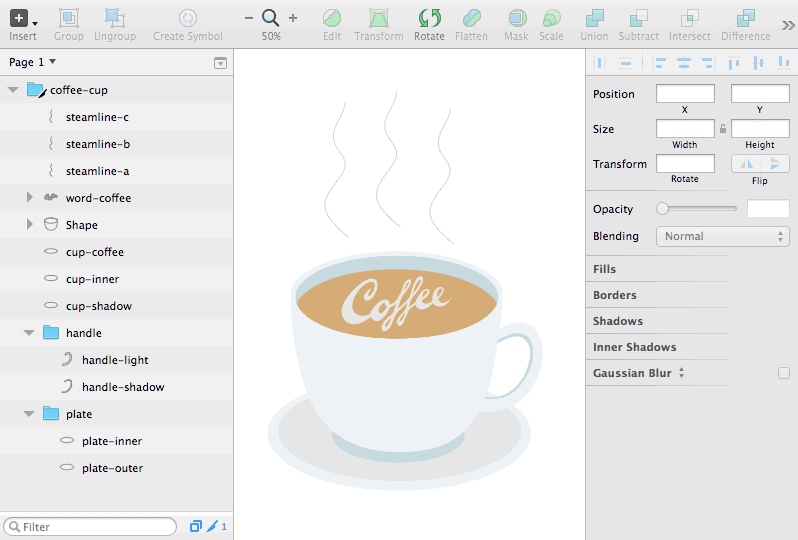 Insert Group Ungroup Create Symbol 50% Edit Transform Rotate Flatten Mask Scale Union Subtract Intersect Difference
Page 1
coffee-cup
steamline-c
steamline-b
steamline-a
word-coffee
Shape
cup-coffee
cup-inner
cup-shadow
handle
handle-light
handle-shadow
plate
plate-inner
plate-outer
Filter 1
Coffee
Position
X Y
Size
Width Height
Transform
Rotate Flip
Opacity
Blending Normal
Fills
Borders
Shadows
Inner Shadows
Gaussian Blur